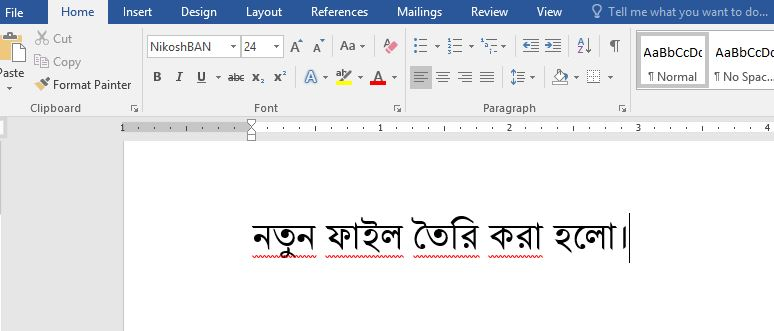 File Home Insert Design Layout References Mailings Review View Tell me what you want to do...
Cut
Copy
Paste
Format Painter
Clipboard
NikoshBAN 24 Aa
B I U abc x₂ x² A ab A
Font
Paragraph
AaBbCcDc AaBbCcDc
¶ Normal ¶ No Spac...
1 1 2 3 4
নতুন ফাইল তৈরি করা হলো।